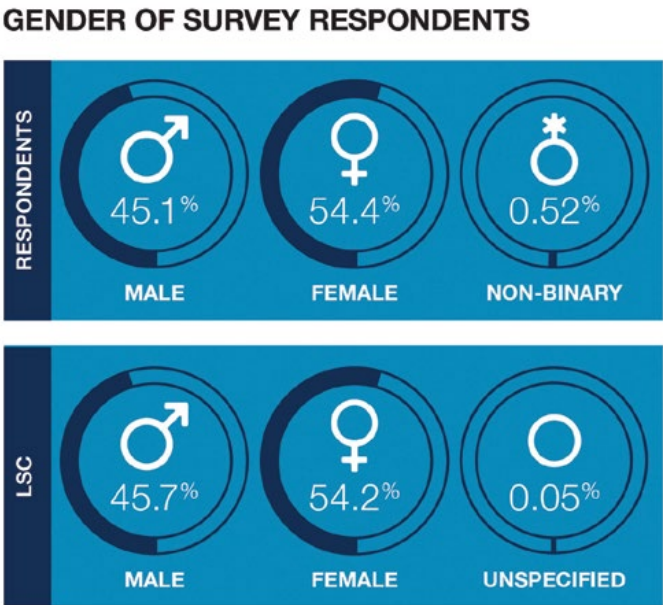 GENDER OF SURVEY RESPONDENTS
RESPONDENTS
45.1% 54.4% 0.52%
MALE FEMALE NON-BINARY
LSC
45.7% 54.2% 0.05%
MALE FEMALE UNSPECIFIED